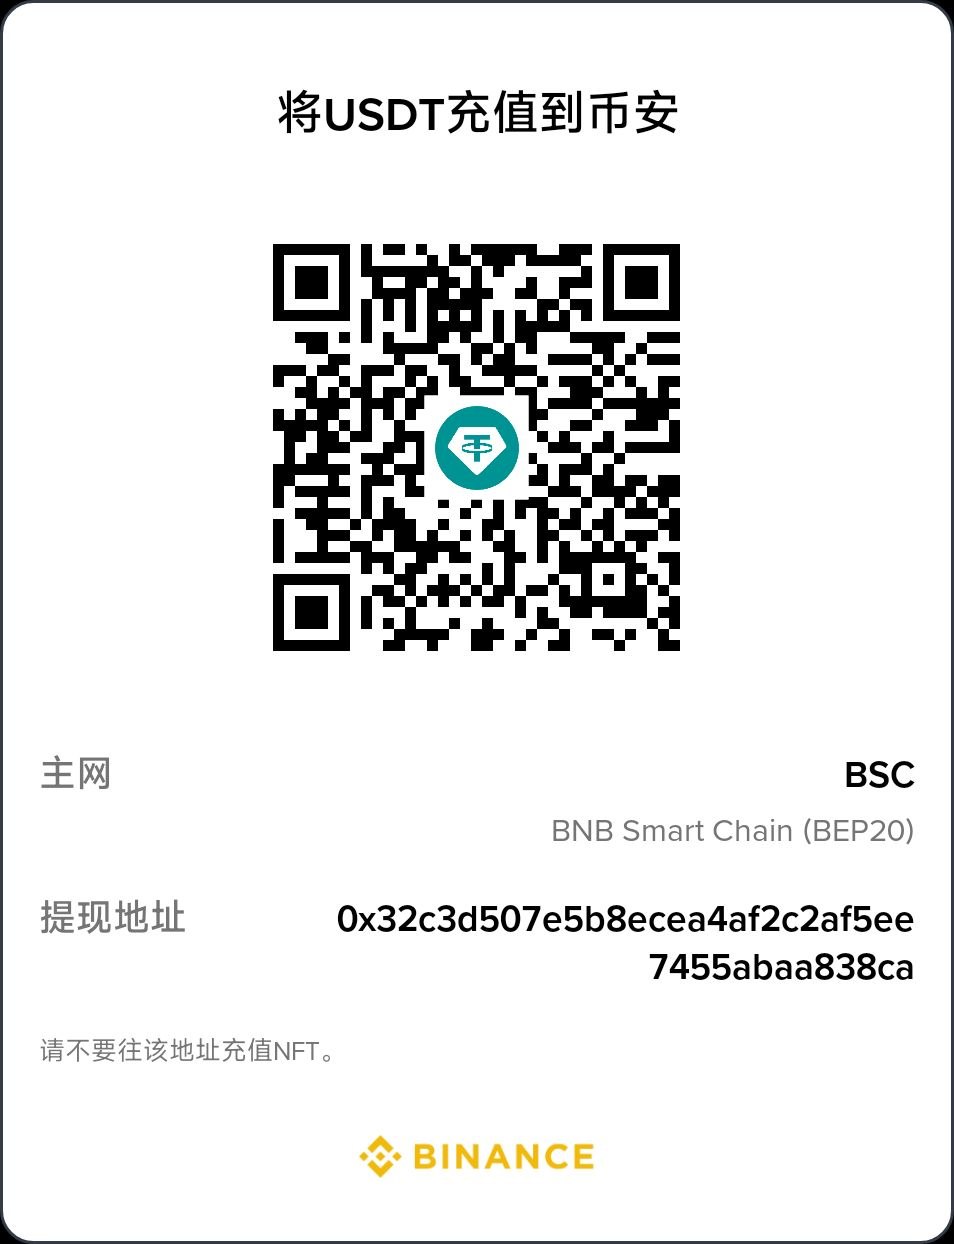 将USDT充值到币安
主网
BSC
BNB Smart Chain (BEP20)
提现地址
0x32c3d507e5b8ecea4af2c2af5ee
7455abaa838ca
请不要往该地址充值NFT。
BINANCE